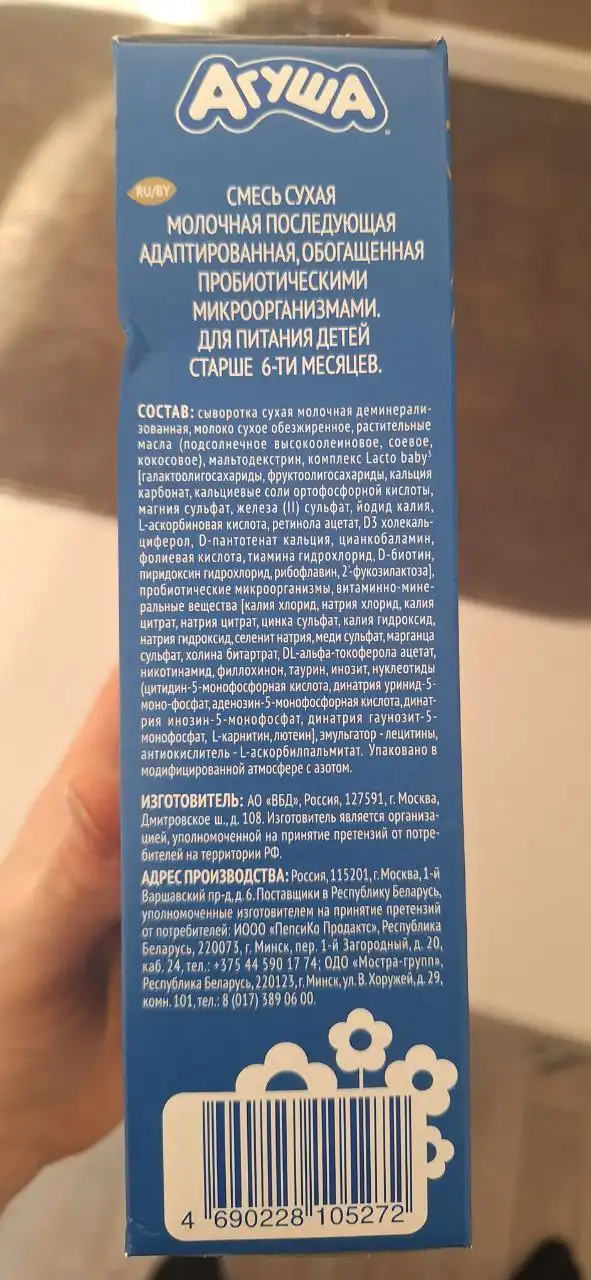 Агуша
RU/BY
СМЕСЬ СУХАЯ
МОЛОЧНАЯ ПОСЛЕДУЮЩАЯ
АДАПТИРОВАННАЯ, ОБОГАЩЕННАЯ
ПРОБИОТИЧЕСКИМИ
МИКРООРГАНИЗМАМИ.
ДЛЯ ПИТАНИЯ ДЕТЕЙ
СТАРШЕ 6-ТИ МЕСЯЦЕВ.
СОСТАВ: сыворотка сухая молочная деминерали-
зованная, молоко сухое обезжиренное, растительные
масла (подсолнечное высокоолеиновое, соевое,
кокосовое), мальтодекстрин, комплекс Lacto baby³
[галактоолигосахариды, фруктоолигосахариды, кальция
карбонат, кальциевые соли ортофосфорной кислоты,
магния сульфат, железа (II) сульфат, йодид калия,
L-аскорбиновая кислота, ретинола ацетат, D3 холекаль-
циферол, D-пантотенат кальция, цианкобаламин,
фолиевая кислота, тиамина гидрохлорид, D-биотин,
пиридоксин гидрохлорид, рибофлавин, 2'-фукозилактоза],
пробиотические микроорганизмы, витаминно-мине-
ральные вещества [калия хлорид, натрия хлорид, калия
цитрат, натрия цитрат, цинка сульфат, калия гидроксид,
натрия гидроксид, селенит натрия, меди сульфат, марганца
сульфат, холина битартрат, DL-альфа-токоферола ацетат,
никотинамид, филлохинон, таурин, инозит, нуклеотиды
(цитидин-5-монофосфорная кислота, динатрия уринид-5-
моно-фосфат, аденозин-5-монофосфорная кислота, динат-
рия инозин-5-монофосфат, динатрия гаунозит-5-
монофосфат, L-карнитин, лютеин], эмульгатор - лецитины,
антиокислитель - L-аскорбилпальмитат. Упаковано в
модифицированной атмосфере с азотом.
ИЗГОТОВИТЕЛЬ: АО «ВБД», Россия, 127591, г. Москва,
Дмитровское ш., д. 108. Изготовитель является организа-
цией, уполномоченной на принятие претензий от потре-
бителей на территории РФ.
АДРЕС ПРОИЗВОДСТВА: Россия, 115201, г. Москва, 1-й
Варшавский пр-д, д. 6. Поставщики в Республику Беларусь,
уполномоченные изготовителем на принятие претензий
от потребителей: ИООО «ПепсиКо Продактс», Республика
Беларусь, 220073, г. Минск, пер. 1-й Загородный, д. 20,
каб. 24, тел.: +375 44 590 17 74; ОДО «Мостра-групп»,
Республика Беларусь, 220123, г. Минск, ул. В. Хоружей, д. 29,
комн. 101, тел.: 8 (017) 389 06 00.
4 690228 105272